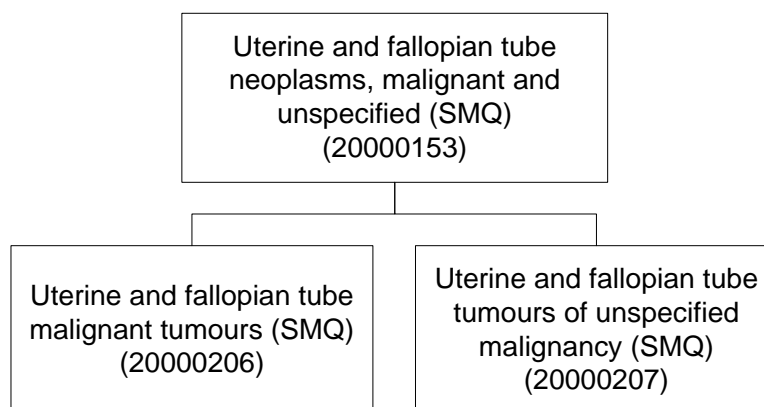 Uterine and fallopian tube
neoplasms, malignant and
unspecified (SMQ)
(20000153)
Uterine and fallopian tube
malignant tumours (SMQ)
(20000206)
Uterine and fallopian tube
tumours of unspecified
malignancy (SMQ)
(20000207)